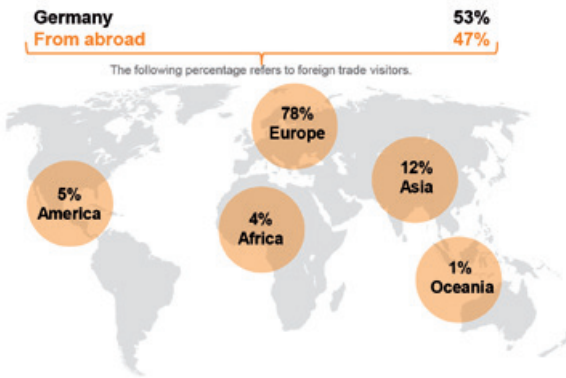 Germany 53%
From abroad 47%
The following percentage refers to foreign trade visitors.
78%
Europe
12%
Asia
5%
America
4%
Africa
1%
Oceania